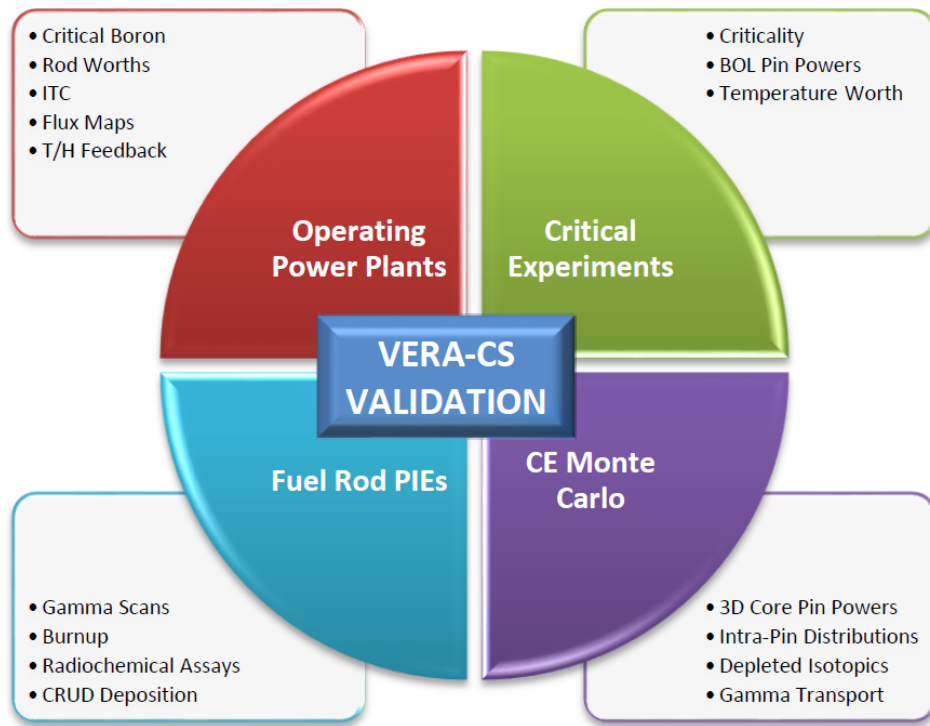 • Critical Boron
• Rod Worths
• ITC
• Flux Maps
• T/H Feedback
• Criticality
• BOL Pin Powers
• Temperature Worth
Operating
Power Plants
Critical
Experiments
VERA-CS
VALIDATION
Fuel Rod PIEs
CE Monte
Carlo
• Gamma Scans
• Burnup
• Radiochemical Assays
• CRUD Deposition
• 3D Core Pin Powers
• Intra-Pin Distributions
• Depleted Isotopics
• Gamma Transport